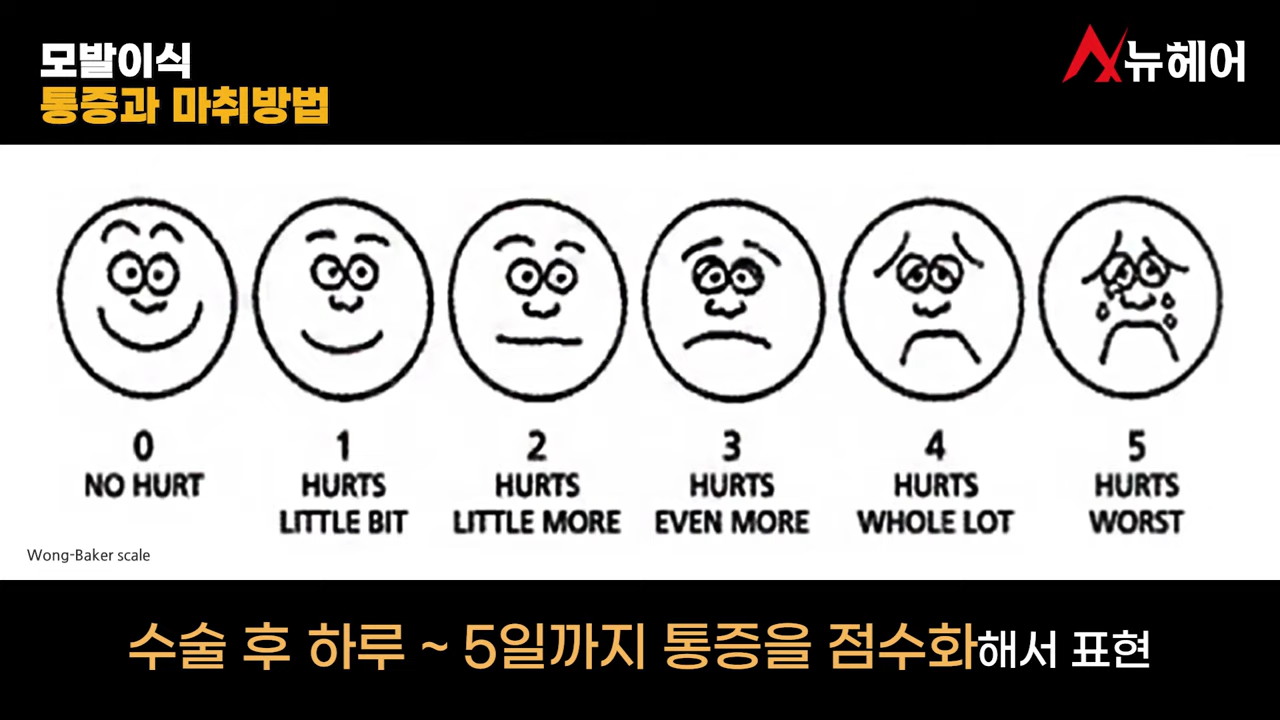 모발이식
통증과 마취방법
뉴헤어
0
NO HURT
1
HURTS
LITTLE BIT
2
HURTS
LITTLE MORE
3
HURTS
EVEN MORE
4
HURTS
WHOLE LOT
5
HURTS
WORST
Wong-Baker scale
수술 후 하루 ~ 5일까지 통증을 점수화해서 표현